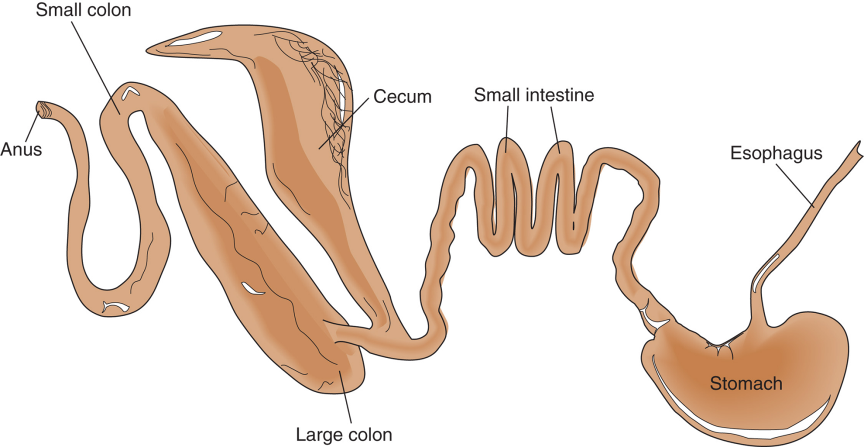 Small colon
Cecum
Small intestine
Anus
Esophagus
Stomach
Large colon